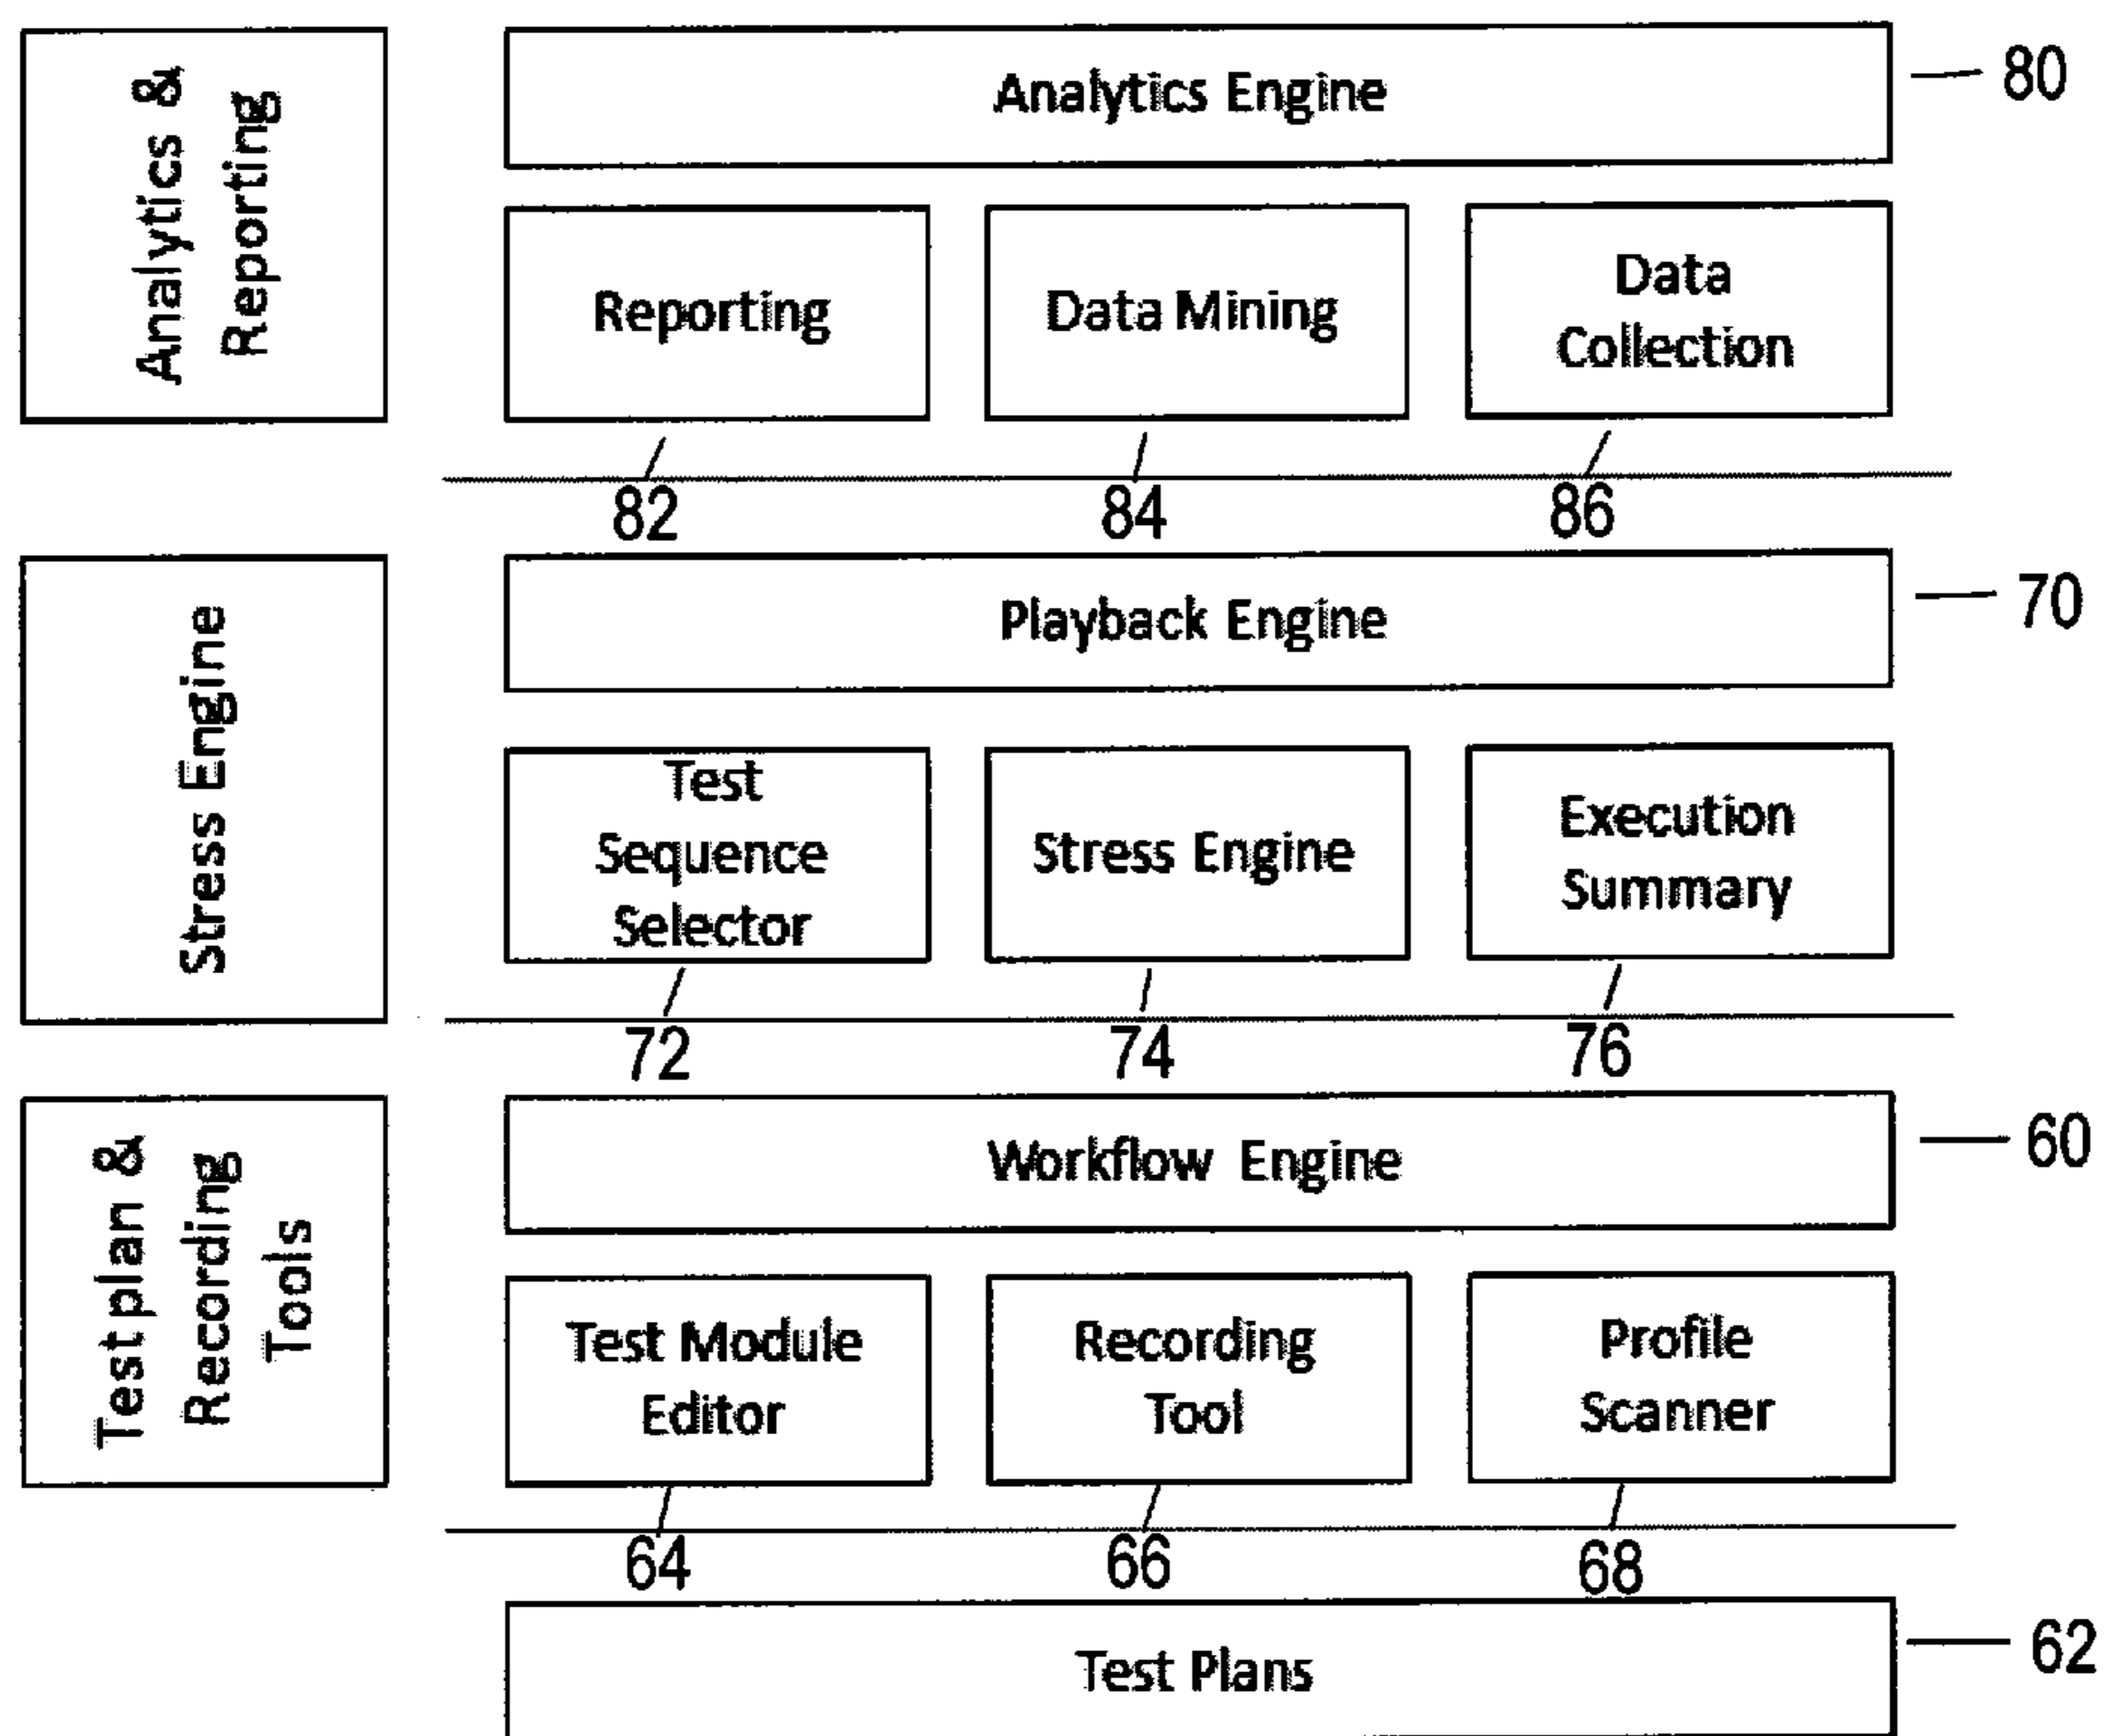 Analytics &
Reporting
Analytics Engine
80
Reporting
Data Mining
Data
Collection
82
84
86
Stress Engine
Playback Engine
70
Test
Sequence
Selector
Stress Engine
Execution
Summary
72
74
76
Testplan &
Recording
Tools
Workflow Engine
60
Test Module
Editor
Recording
Tool
Profile
Scanner
64
66
68
Test Plans
62